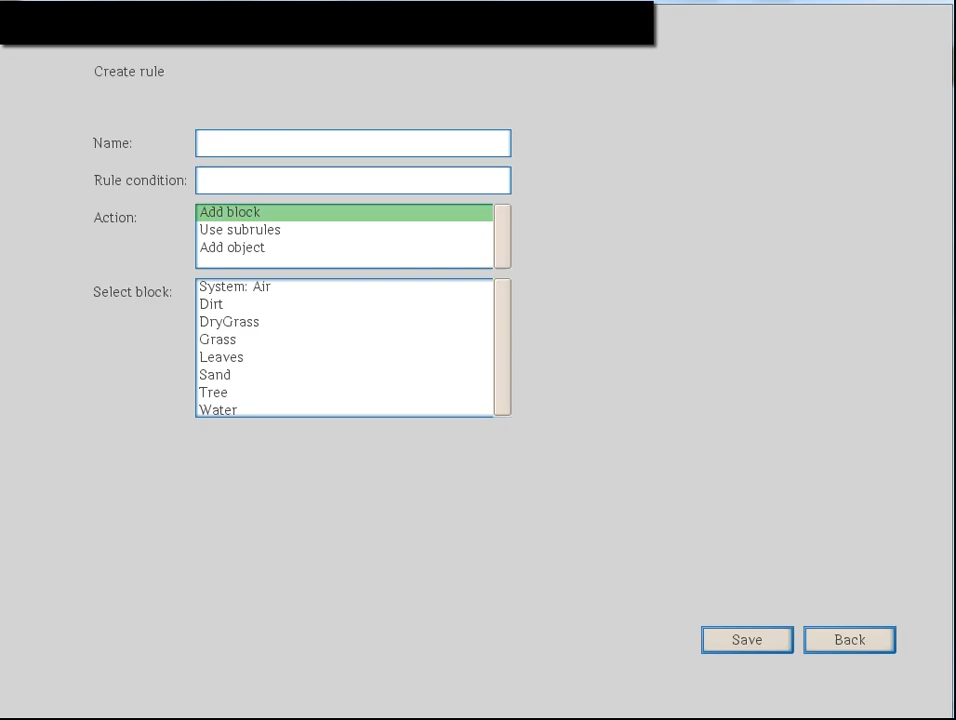 Create rule
Name:
Rule condition:
Action:
Add block
Use subrules
Add object
Select block:
System: Air
Dirt
DryGrass
Grass
Leaves
Sand
Tree
Water
Save
Back